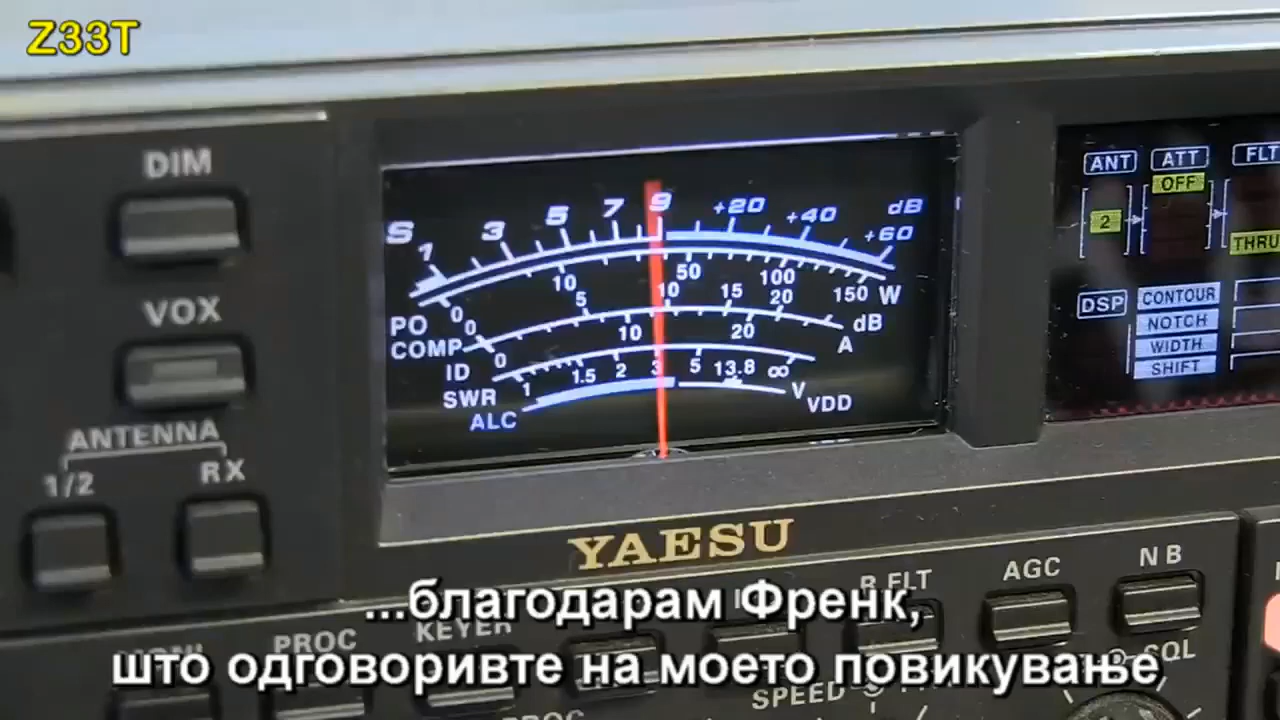 Z33T
DIM
VOX
ANTENNA
1/2 RX
S 1 3 5 7 9 +20 +40 +60 dB
PO 0 10 50 100 150 W
COMP 0 5 10 15 20 dB
ID 0 10 20 A
SWR 1 1.5 2 3 5 ∞
ALC 13.8 V VDD
ANT ATT FLT
OFF
2
THRU
DSP CONTOUR
NOTCH
WIDTH
SHIFT
YAESU
R.FLT AGC NB
PROC KEYER
...благодарам Френк,
што одговоривте на моето повикување
SPEED SQL
PROC